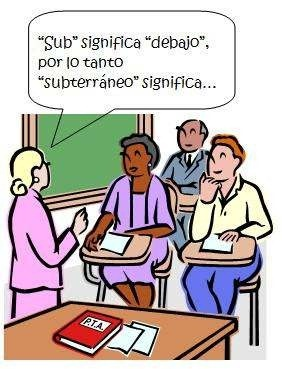 “Sub” significa “debajo”,
por lo tanto
“subterráneo” significa...
P.T.A.